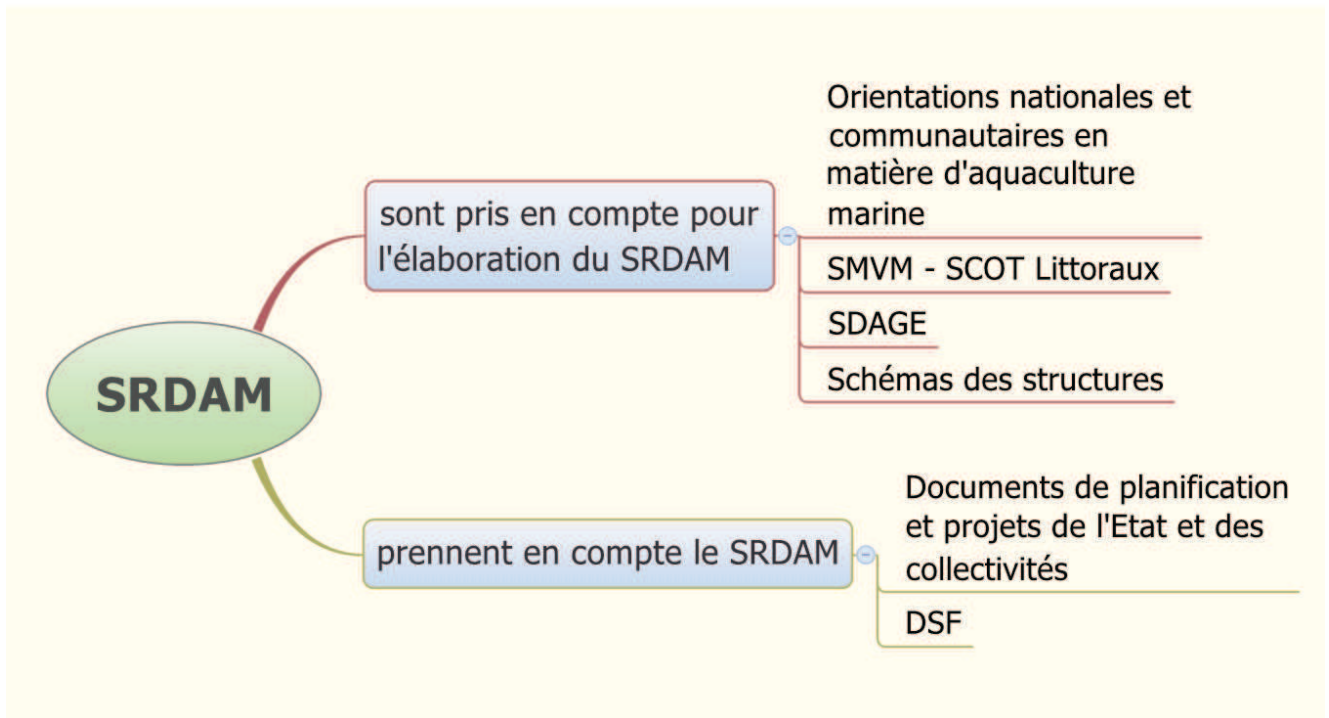 SRDAM
sont pris en compte pour
l'élaboration du SRDAM
Orientations nationales et
communautaires en
matière d'aquaculture
marine
SMVM - SCOT Littoraux
SDAGE
Schémas des structures
prennent en compte le SRDAM
Documents de planification
et projets de l'Etat et des
collectivités
DSF